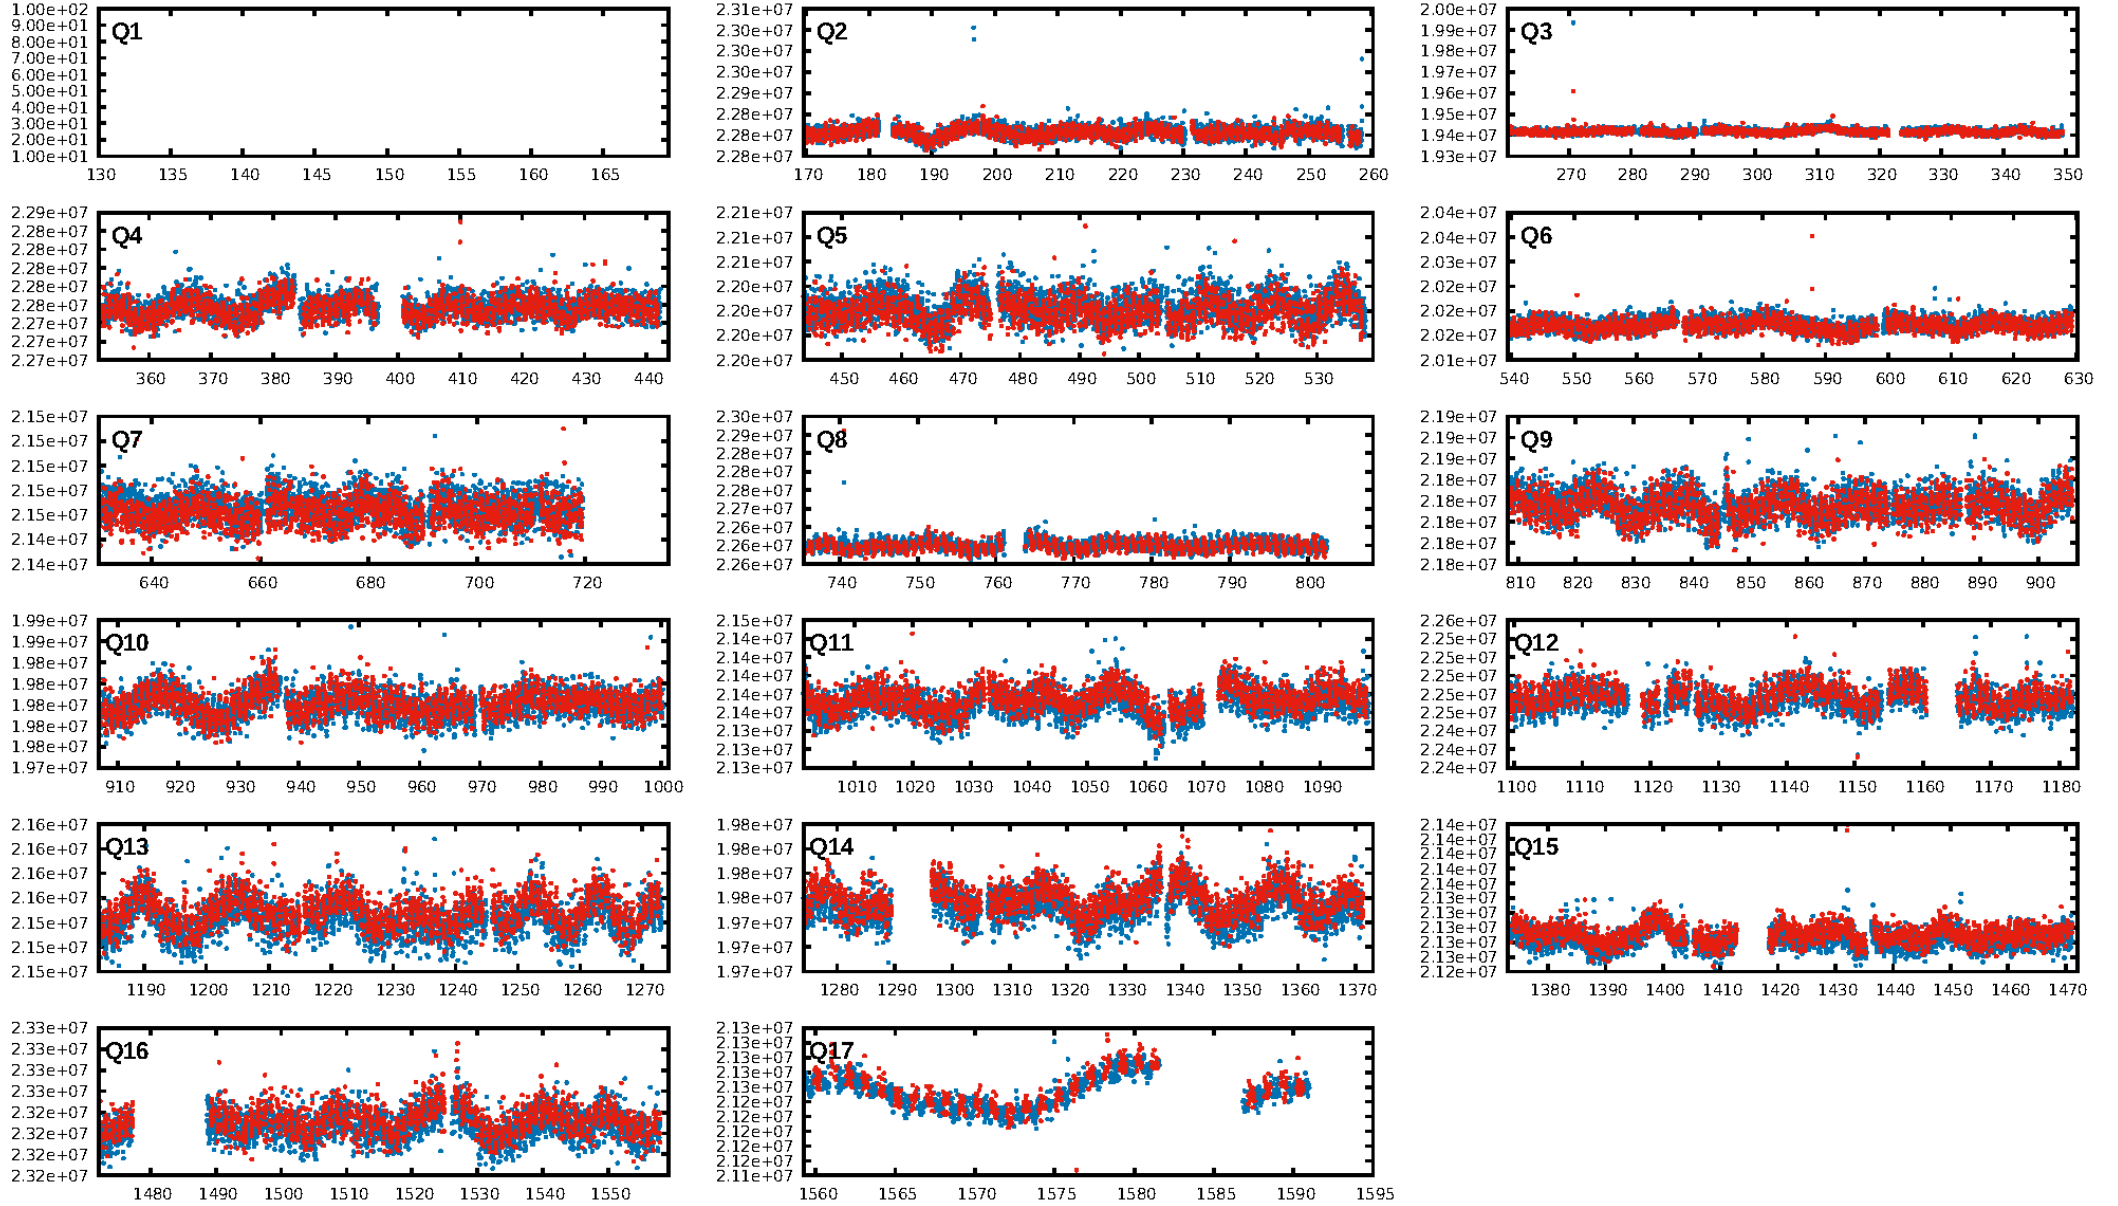 1.00e+02
9.00e+01
8.00e+01
7.00e+01
6.00e+01
5.00e+01
4.00e+01
3.00e+01
2.00e+01
1.00e+01
Q1
130 135 140 145 150 155 160 165
2.31e+07
2.30e+07
2.30e+07
2.30e+07
2.29e+07
2.28e+07
2.28e+07
2.28e+07
Q2
170 180 190 200 210 220 230 240 250 260
2.00e+07
1.99e+07
1.98e+07
1.97e+07
1.95e+07
1.95e+07
1.94e+07
1.93e+07
Q3
270 280 290 300 310 320 330 340 350
2.29e+07
2.28e+07
2.28e+07
2.28e+07
2.28e+07
2.28e+07
2.27e+07
2.27e+07
2.27e+07
Q4
360 370 380 390 400 410 420 430 440
2.21e+07
2.21e+07
2.21e+07
2.20e+07
2.20e+07
2.20e+07
2.20e+07
Q5
450 460 470 480 490 500 510 520 530
2.04e+07
2.04e+07
2.03e+07
2.02e+07
2.02e+07
2.02e+07
2.01e+07
Q6
540 550 560 570 580 590 600 610 620 630
2.15e+07
2.15e+07
2.15e+07
2.15e+07
2.15e+07
2.14e+07
2.14e+07
Q7
640 660 680 700 720
2.30e+07
2.29e+07
2.28e+07
2.28e+07
2.28e+07
2.27e+07
2.26e+07
2.26e+07
2.26e+07
Q8
740 750 760 770 780 790 800
2.19e+07
2.19e+07
2.19e+07
2.18e+07
2.18e+07
2.18e+07
2.18e+07
Q9
810 820 830 840 850 860 870 880 890 900
1.99e+07
1.99e+07
1.98e+07
1.98e+07
1.98e+07
1.98e+07
1.98e+07
1.97e+07
Q10
910 920 930 940 950 960 970 980 990 1000
2.15e+07
2.14e+07
2.14e+07
2.14e+07
2.14e+07
2.14e+07
2.13e+07
2.13e+07
2.13e+07
Q11
1010 1020 1030 1040 1050 1060 1070 1080 1090
2.26e+07
2.25e+07
2.25e+07
2.25e+07
2.25e+07
2.25e+07
2.24e+07
2.24e+07
2.24e+07
Q12
1100 1110 1120 1130 1140 1150 1160 1170 1180
2.16e+07
2.16e+07
2.16e+07
2.16e+07
2.15e+07
2.15e+07
2.15e+07
Q13
1190 1200 1210 1220 1230 1240 1250 1260 1270
1.98e+07
1.98e+07
1.98e+07
1.98e+07
1.97e+07
1.97e+07
1.97e+07
Q14
1280 1290 1300 1310 1320 1330 1340 1350 1360 1370
2.14e+07
2.14e+07
2.14e+07
2.14e+07
2.14e+07
2.13e+07
2.13e+07
2.13e+07
2.13e+07
2.13e+07
2.12e+07
Q15
1380 1390 1400 1410 1420 1430 1440 1450 1460 1470
2.33e+07
2.33e+07
2.33e+07
2.33e+07
2.32e+07
2.32e+07
2.32e+07
2.32e+07
Q16
1480 1490 1500 1510 1520 1530 1540 1550
2.13e+07
2.13e+07
2.13e+07
2.13e+07
2.13e+07
2.12e+07
2.12e+07
2.12e+07
2.12e+07
2.12e+07
2.11e+07
Q17
1560 1565 1570 1575 1580 1585 1590 1595